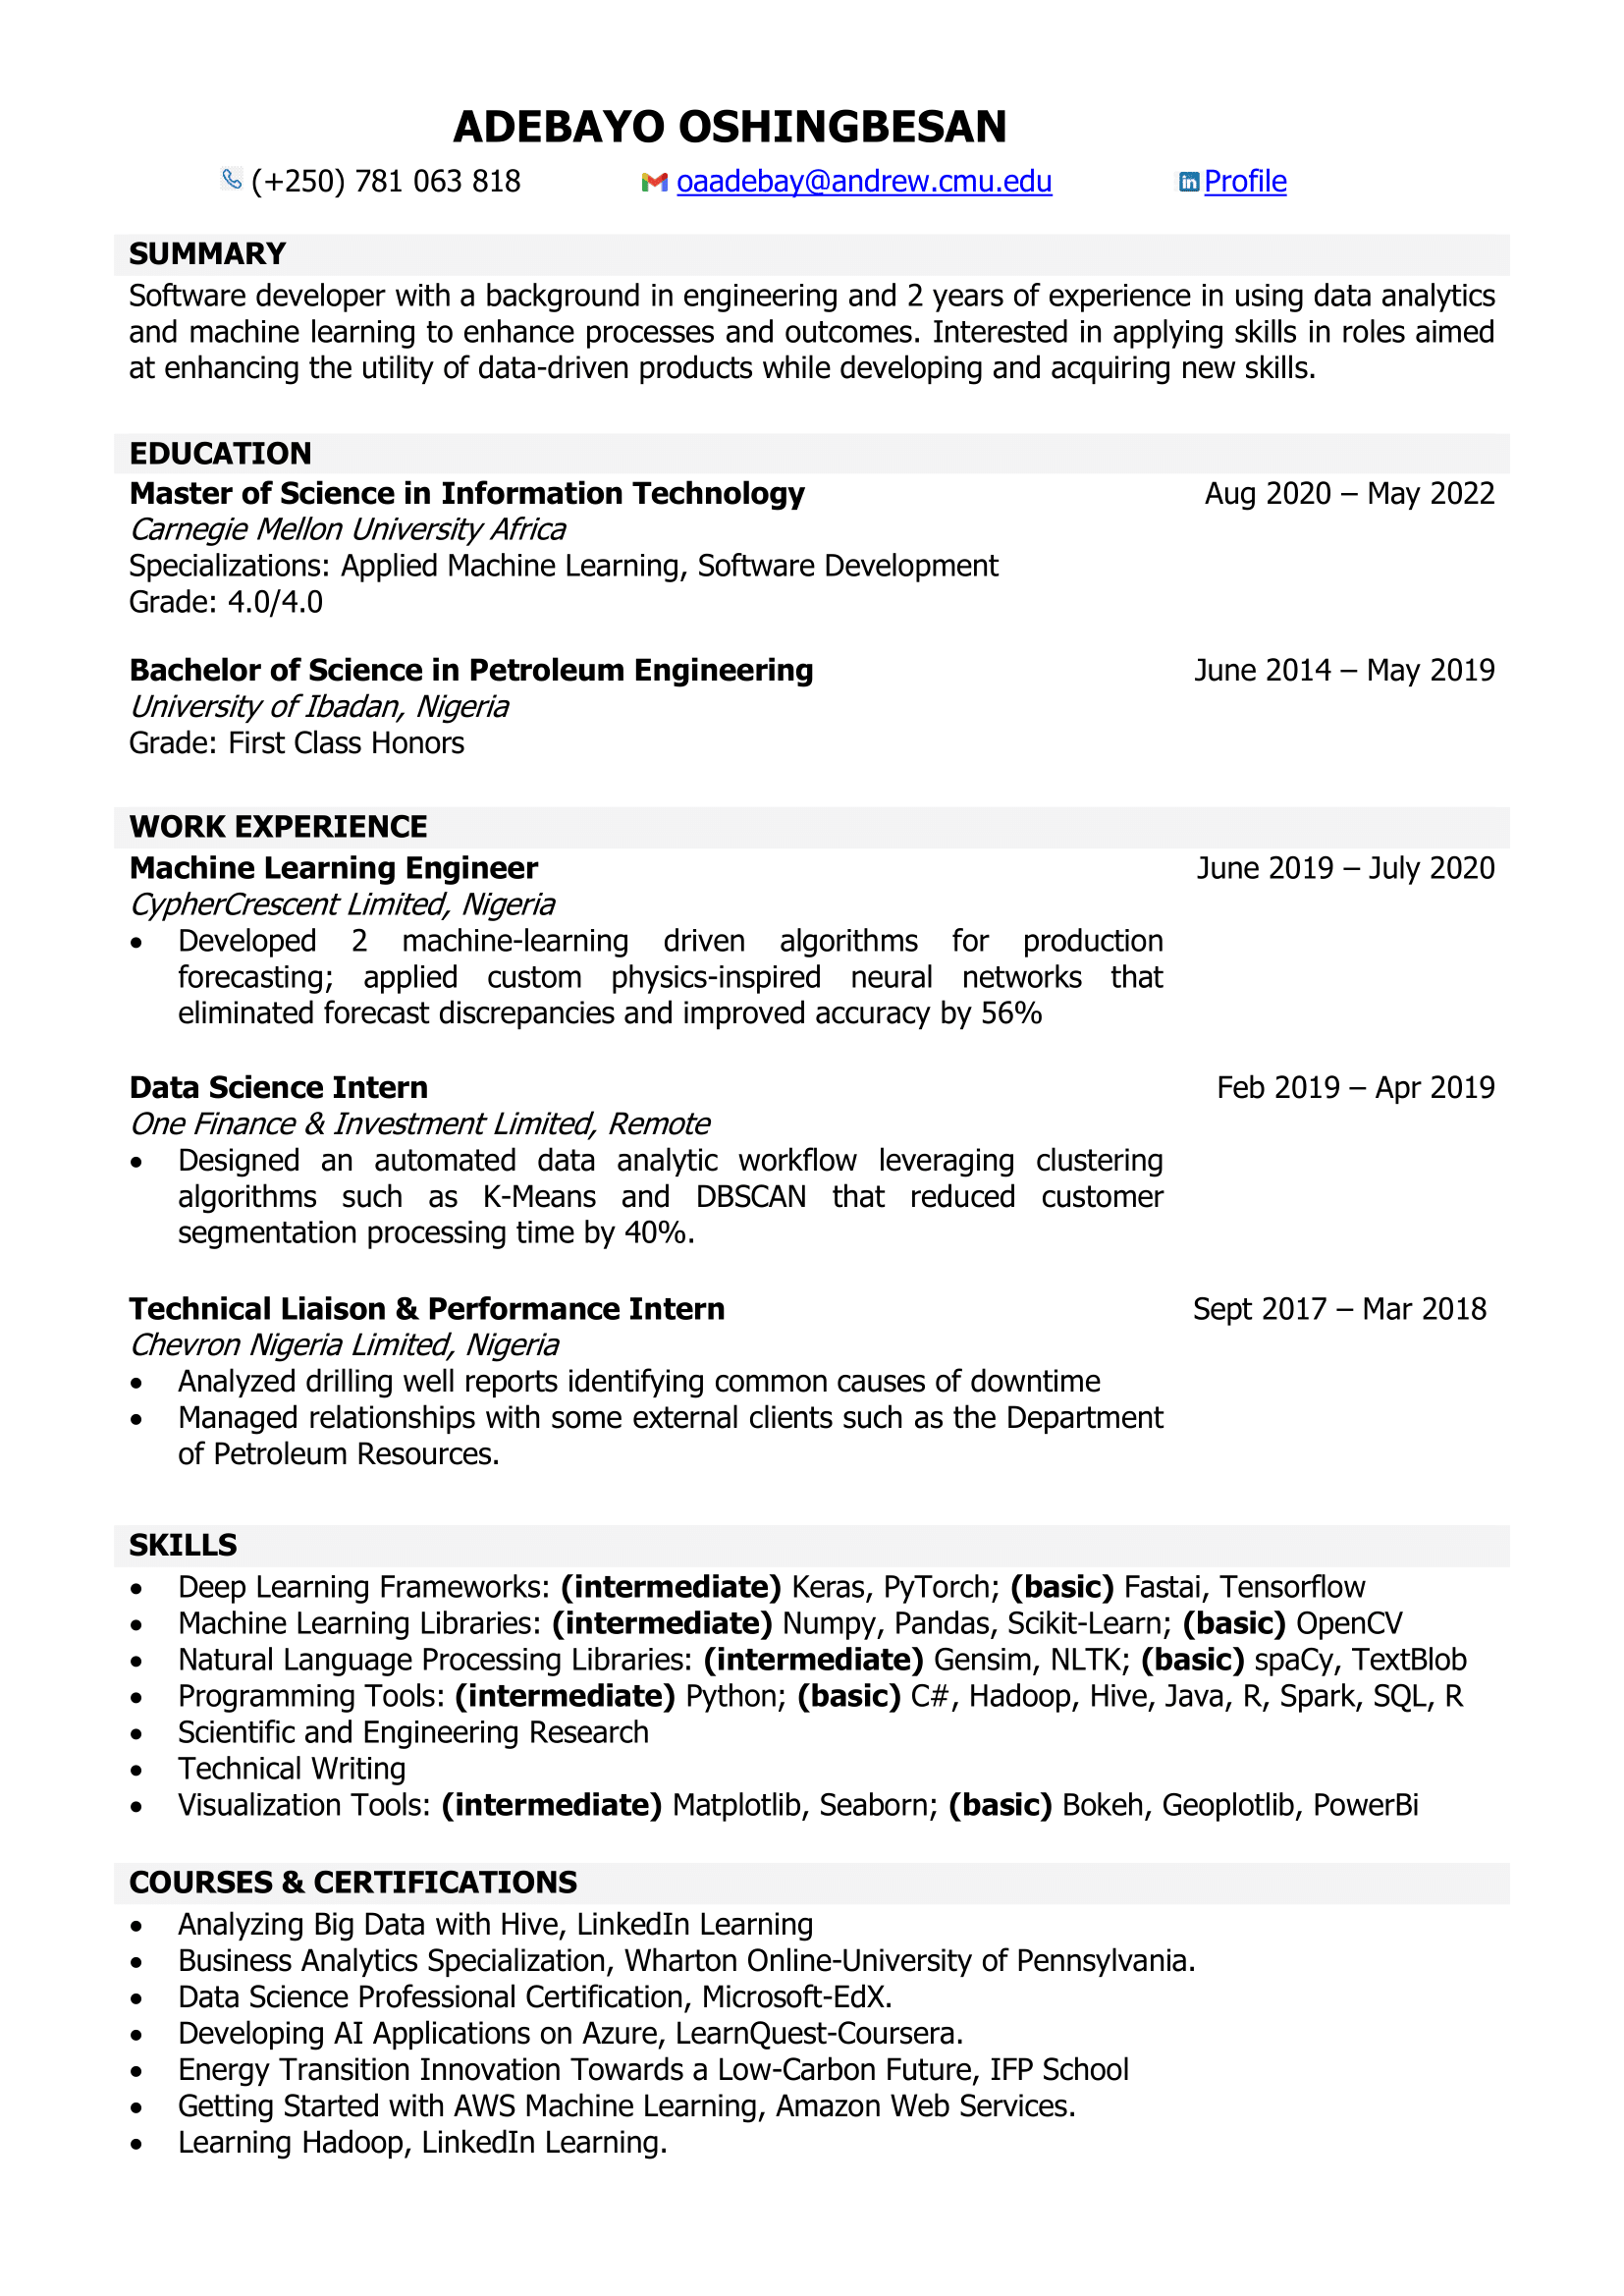 ADEBAYO OSHINGBESAN
(+250) 781 063 818 oaadebay@andrew.cmu.edu in Profile
SUMMARY
Software developer with a background in engineering and 2 years of experience in using data analytics
and machine learning to enhance processes and outcomes. Interested in applying skills in roles aimed
at enhancing the utility of data-driven products while developing and acquiring new skills.
EDUCATION
Master of Science in Information Technology Aug 2020 – May 2022
Carnegie Mellon University Africa
Specializations: Applied Machine Learning, Software Development
Grade: 4.0/4.0
Bachelor of Science in Petroleum Engineering June 2014 – May 2019
University of Ibadan, Nigeria
Grade: First Class Honors
WORK EXPERIENCE
Machine Learning Engineer June 2019 – July 2020
CypherCrescent Limited, Nigeria
• Developed 2 machine-learning driven algorithms for production
forecasting; applied custom physics-inspired neural networks that
eliminated forecast discrepancies and improved accuracy by 56%
Data Science Intern Feb 2019 – Apr 2019
One Finance & Investment Limited, Remote
• Designed an automated data analytic workflow leveraging clustering
algorithms such as K-Means and DBSCAN that reduced customer
segmentation processing time by 40%.
Technical Liaison & Performance Intern Sept 2017 – Mar 2018
Chevron Nigeria Limited, Nigeria
• Analyzed drilling well reports identifying common causes of downtime
• Managed relationships with some external clients such as the Department
of Petroleum Resources.
SKILLS
• Deep Learning Frameworks: (intermediate) Keras, PyTorch; (basic) Fastai, Tensorflow
• Machine Learning Libraries: (intermediate) Numpy, Pandas, Scikit-Learn; (basic) OpenCV
• Natural Language Processing Libraries: (intermediate) Gensim, NLTK; (basic) spaCy, TextBlob
• Programming Tools: (intermediate) Python; (basic) C#, Hadoop, Hive, Java, R, Spark, SQL, R
• Scientific and Engineering Research
• Technical Writing
• Visualization Tools: (intermediate) Matplotlib, Seaborn; (basic) Bokeh, Geoplotlib, PowerBi
COURSES & CERTIFICATIONS
• Analyzing Big Data with Hive, LinkedIn Learning
• Business Analytics Specialization, Wharton Online-University of Pennsylvania.
• Data Science Professional Certification, Microsoft-EdX.
• Developing AI Applications on Azure, LearnQuest-Coursera.
• Energy Transition Innovation Towards a Low-Carbon Future, IFP School
• Getting Started with AWS Machine Learning, Amazon Web Services.
• Learning Hadoop, LinkedIn Learning.